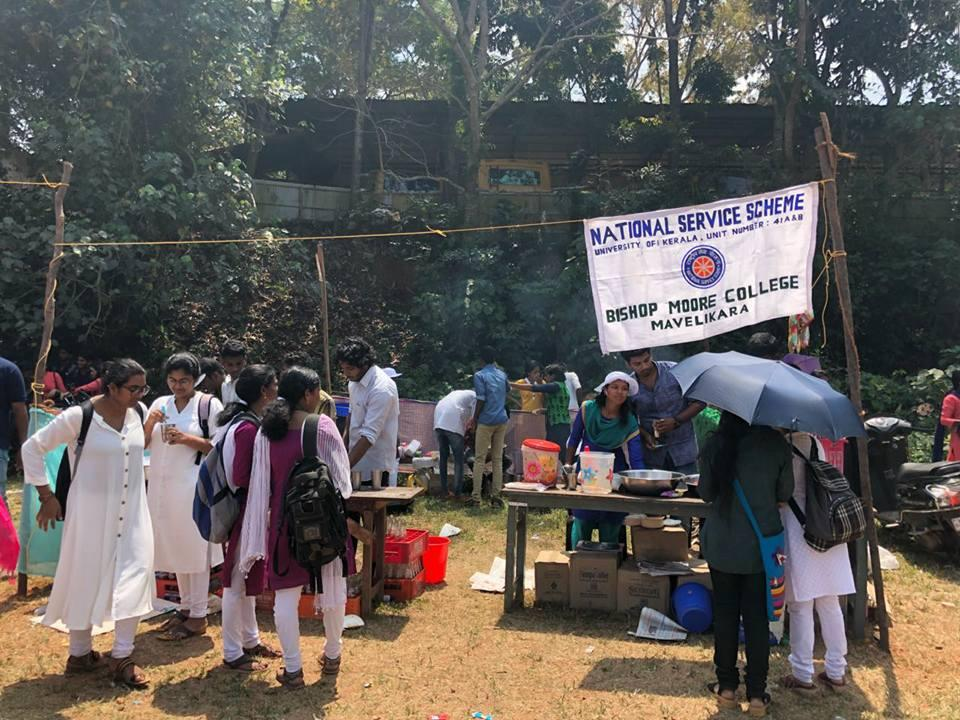 NATIONAL SERVICE SCHEME
UNIVERSITY OF KERALA, UNIT NUMBER: 41A&B
BISHOP MOORE COLLEGE
MAVELIKARA